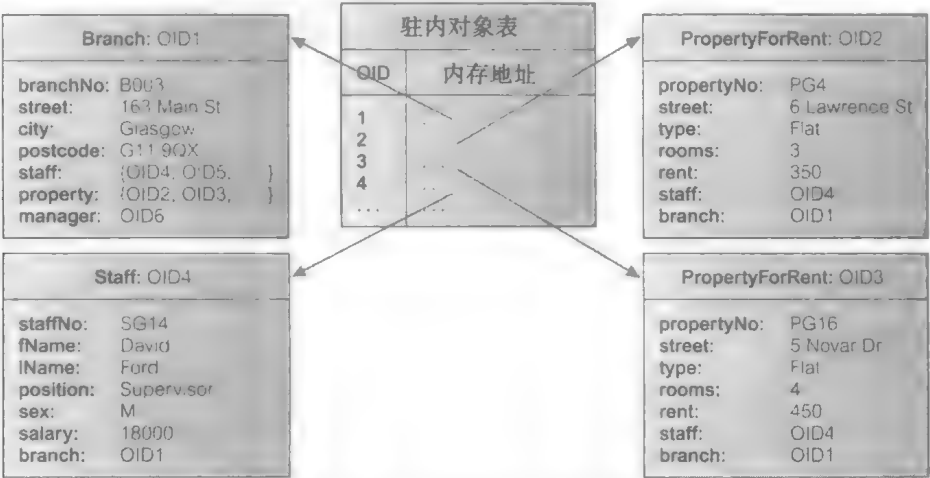 Branch: OID1
branchNo: B003
street: 163 Main St
city: Glasgow
postcode: G11 9QX
staff: {OID4, OID5, }
property: {OID2, OID3, }
manager: OID6
驻内对象表
OID 内存地址
1 ...
2
3 ...
4 ...
... ...
PropertyForRent: OID2
propertyNo: PG4
street: 6 Lawrence St
type: Flat
rooms: 3
rent: 350
staff: OID4
branch: OID1
Staff: OID4
staffNo: SG14
fName: David
lName: Ford
position: Supervisor
sex: M
salary: 18000
branch: OID1
PropertyForRent: OID3
propertyNo: PG16
street: 5 Novar Dr
type: Flat
rooms: 4
rent: 450
staff: OID4
branch: OID1